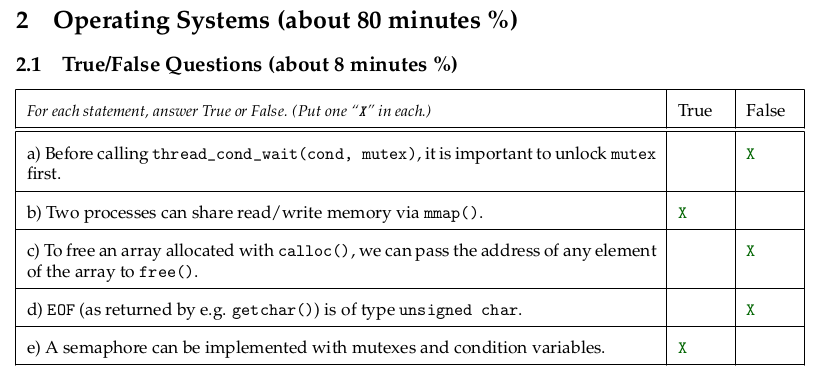 2 Operating Systems (about 80 minutes %)
2.1 True/False Questions (about 8 minutes %)
For each statement, answer True or False. (Put one “X” in each.) True False
a) Before calling thread_cond_wait(cond, mutex), it is important to unlock mutex X
first.
b) Two processes can share read/write memory via mmap(). X
c) To free an array allocated with calloc(), we can pass the address of any element X
of the array to free().
d) EOF (as returned by e.g. getchar()) is of type unsigned char. X
e) A semaphore can be implemented with mutexes and condition variables. X